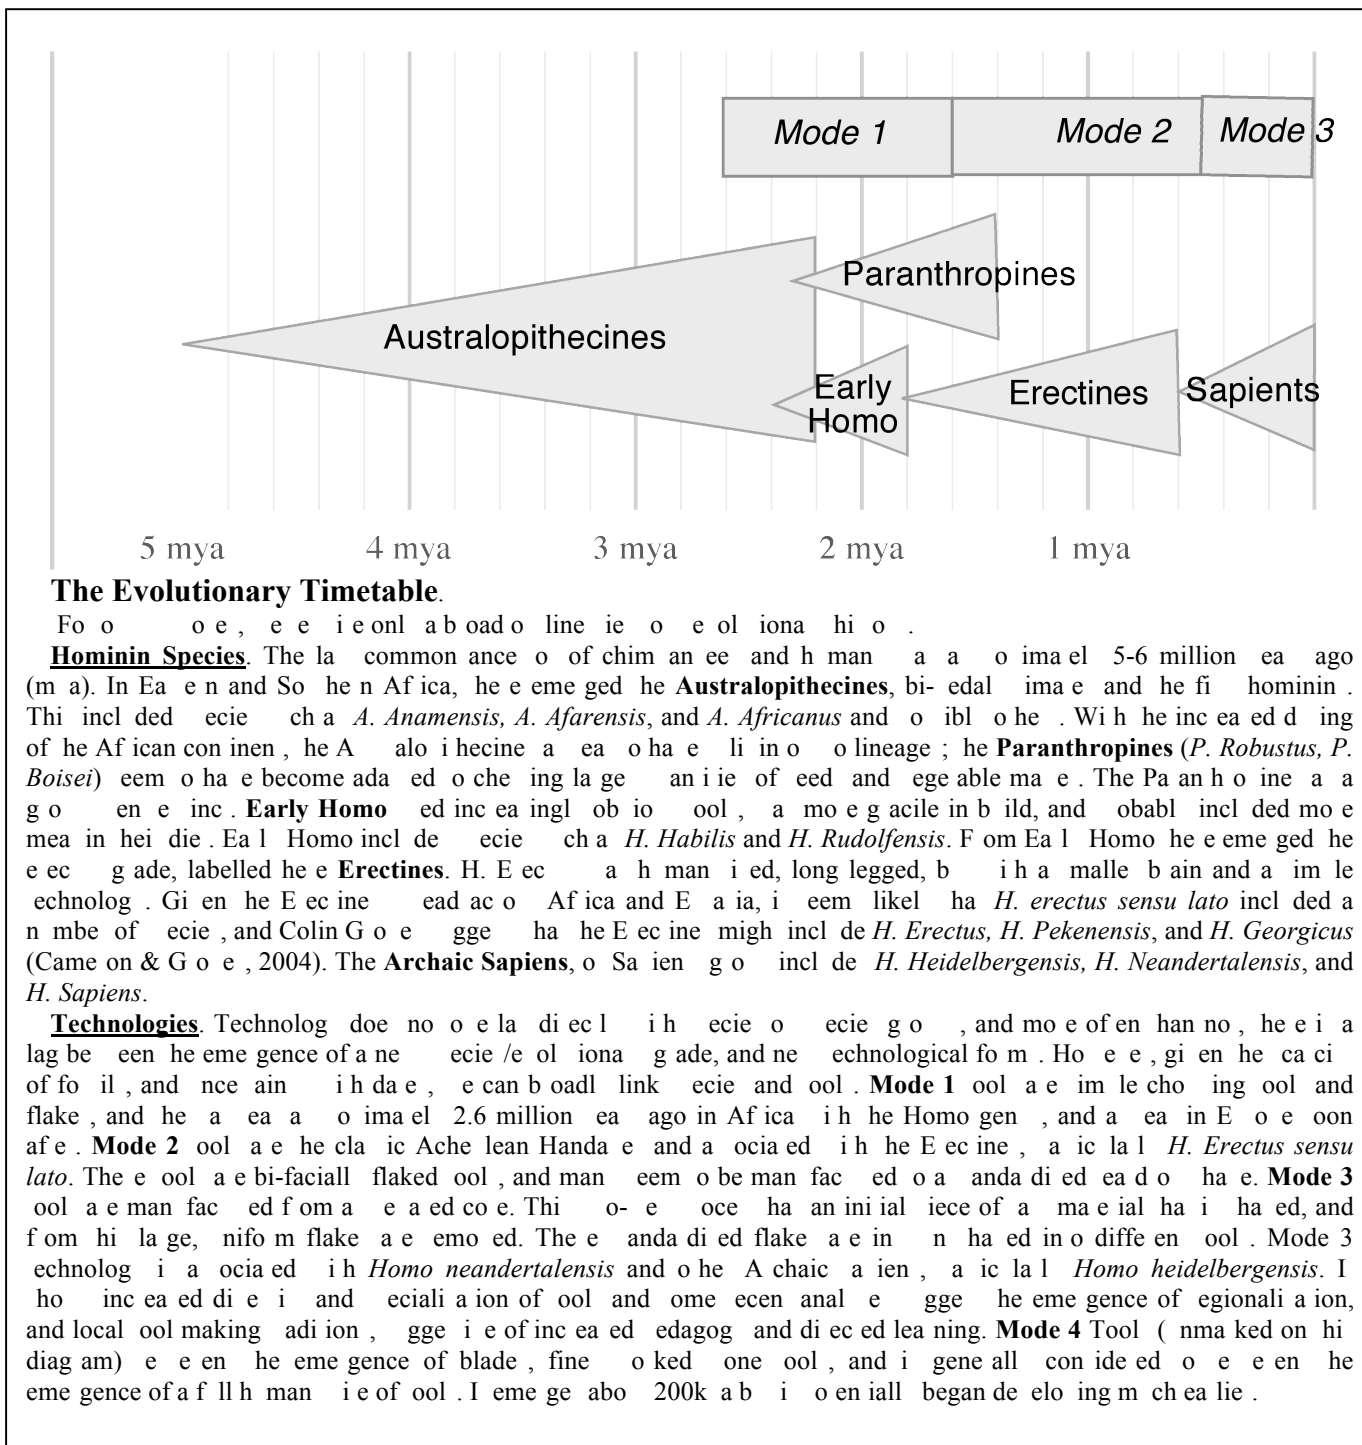 Mode 1 Mode 2 Mode 3
Paranthropines
Australopithecines
Early
Homo
Erectines
Sapients
5 mya 4 mya 3 mya 2 mya 1 mya
The Evolutionary Timetable.
Fo o oe , e e i e onl a b oad o line ie o e ol iona hi o .
Hominin Species. The la common ance o of chim an ee and h man a a o ima el 5-6 million ea ago
(m a). In Ea e n and So he n Af ica, he e eme ged he Australopithecines, bi- edal ima e and he fi hominin .
Thi incl ded ecie ch a A. Anamensis, A. Afarensis, and A. Africanus and o ibl o he . Wi h he inc ea ed d ing
of he Af ican con inen , he A alo i hecine a ea o ha e li in o o lineage ; he Paranthropines (P. Robustus, P.
Boisei) eem o ha e become ada ed o che ing la ge an i ie of eed and ege able ma e . The Pa an h o ine a a
g o en e inc . Early Homo ed inc ea ingl ob io ool , a mo e g acile in b ild, and obabl incl ded mo e
mea in hei die . Ea l Homo incl de ecie ch a H. Habilis and H. Rudolfensis. F om Ea l Homo he e eme ged he
e ec g ade, labelled he e Erectines. H. E ec a h man i ed, long legged, b i h a malle b ain and a im le
echnolog . Gi en he E ec ine ead ac o Af ica and E a ia, i eem likel ha H. erectus sensu lato incl ded a
n mbe of ecie , and Colin G o e gge ha he E ec ine migh incl de H. Erectus, H. Pekenensis, and H. Georgicus
(Came on & G o e , 2004). The Archaic Sapiens, o Sa ien g o incl de H. Heidelbergensis, H. Neandertalensis, and
H. Sapiens.
Technologies. Technolog doe no o e la di ec l i h ecie o ecie g o , and mo e of en han no , he e i a
lag be een he eme gence of a ne ecie /e ol iona g ade, and ne echnological fo m . Ho e e , gi en he ca ci
of fo il , and nce ain i h da e , e can b oadl link ecie and ool . Mode 1 ool a e im le cho ing ool and
flake , and he a ea a o ima el 2.6 million ea ago in Af ica i h he Homo gen , and a ea in E o e oon
af e . Mode 2 ool a e he cla ic Ache lean Handa e and a ocia ed i h he E ec ine , a ic la l H. Erectus sensu
lato. The e ool a e bi-faciall flaked ool , and man eem o be man fac ed o a anda di ed ea d o ha e. Mode 3
ool a e man fac ed f om a e a ed co e. Thi o- e oce ha an ini ial iece of a ma e ial ha i ha ed, and
f om hi la ge, nifo m flake a e emo ed. The e anda di ed flake a e in n ha ed in o diffe en ool . Mode 3
echnolog i a ocia ed i h Homo neandertalensis and o he A chaic a ien , a ic la l Homo heidelbergensis. I
ho inc ea ed di e i and eciali a ion of ool and ome ecen anal e gge he eme gence of egionali a ion,
and local ool making adi ion , gge i e of inc ea ed edagog and di ec ed lea ning. Mode 4 Tool ( nma ked on hi
diag am) e e en he eme gence of blade , fine o ked one ool , and i gene all con ide ed o e e en he
eme gence of a f ll h man i e of ool . I eme ge abo 200k a b i o en iall began de elo ing m ch ea lie .